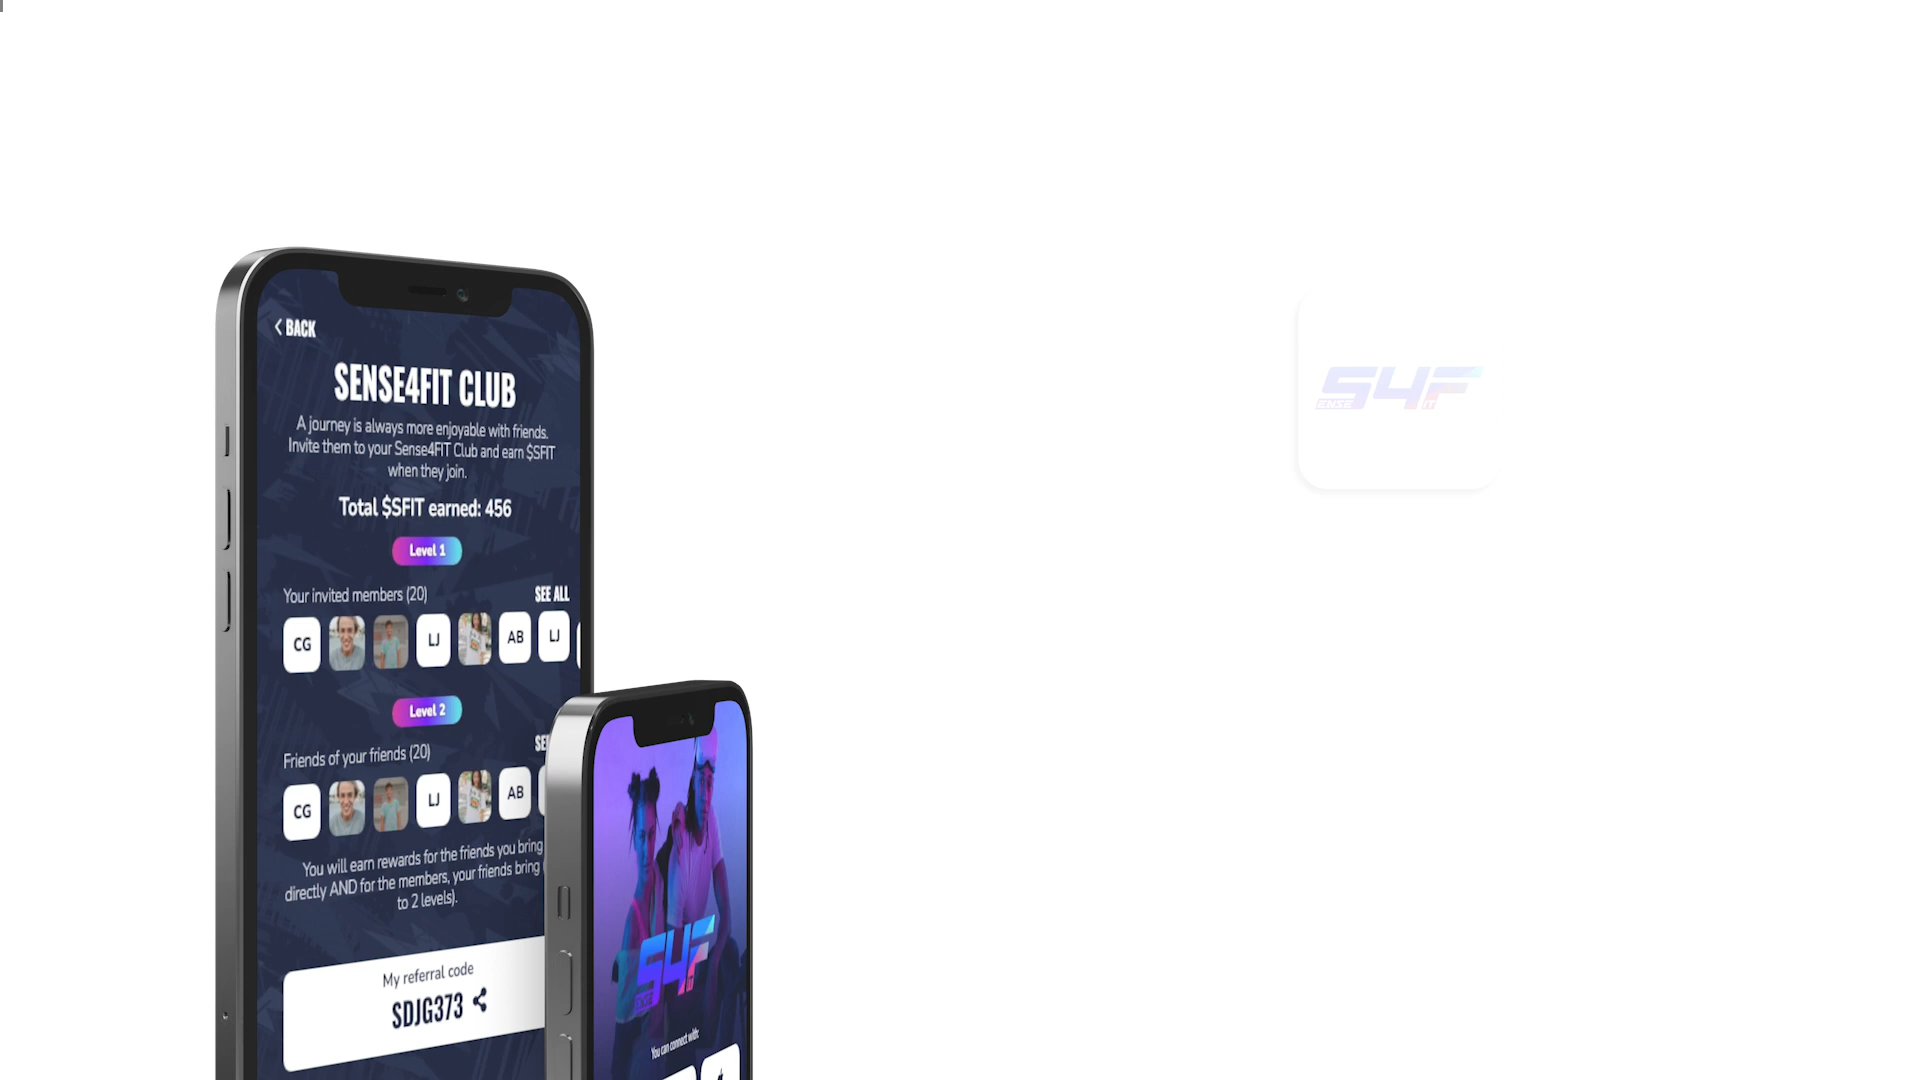 BACK
SENSE4FIT CLUB
A journey is always more enjoyable with friends.
Invite them to your Sense4FIT Club and earn $SFIT
when they join.
Total $SFIT earned: 456
Level 1
Your invited members (20)
SEE ALL
CG
LJ
AB
LJ
Level 2
Friends of your friends (20)
CG
LJ
AB
You will earn rewards for the friends you bring
directly AND for the members, your friends bring
to 2 levels).
My referral code
SDJG373
S4F
ENSE
IT
You can connect with:
S4F
ENSE
IT